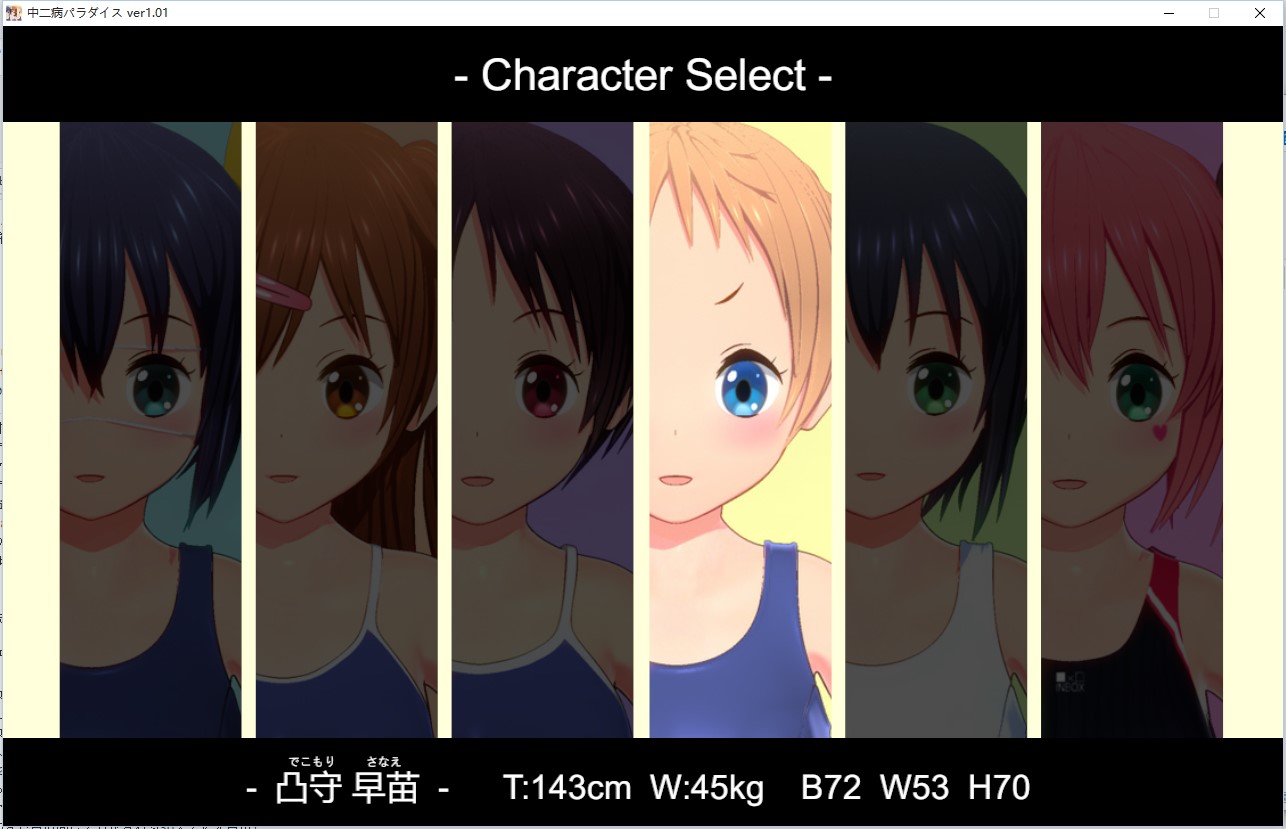 中二病パラダイス ver1.01
- Character Select -
INEOX
でこもり さなえ
- 凸守 早苗 - T:143cm W:45kg B72 W53 H70